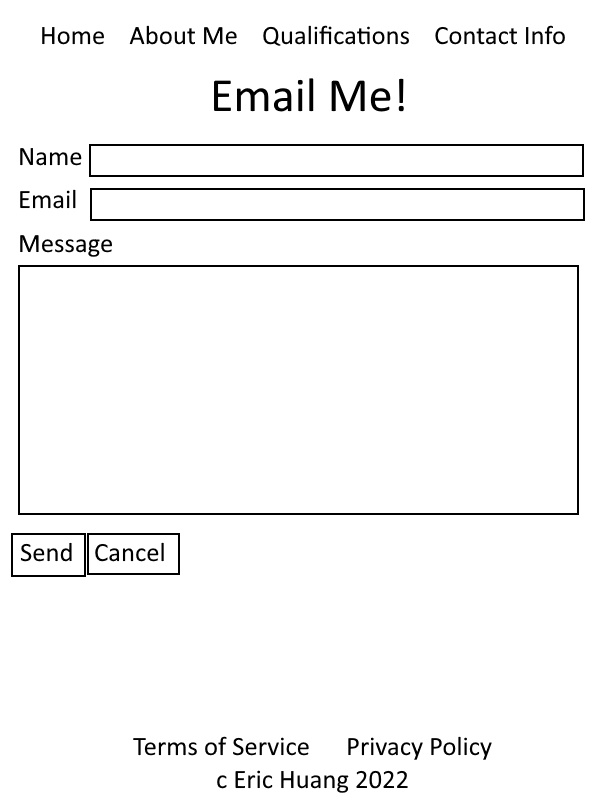 Home About Me Qualifications Contact Info
Email Me!
Name
Email
Message
Send Cancel
Terms of Service Privacy Policy
c Eric Huang 2022